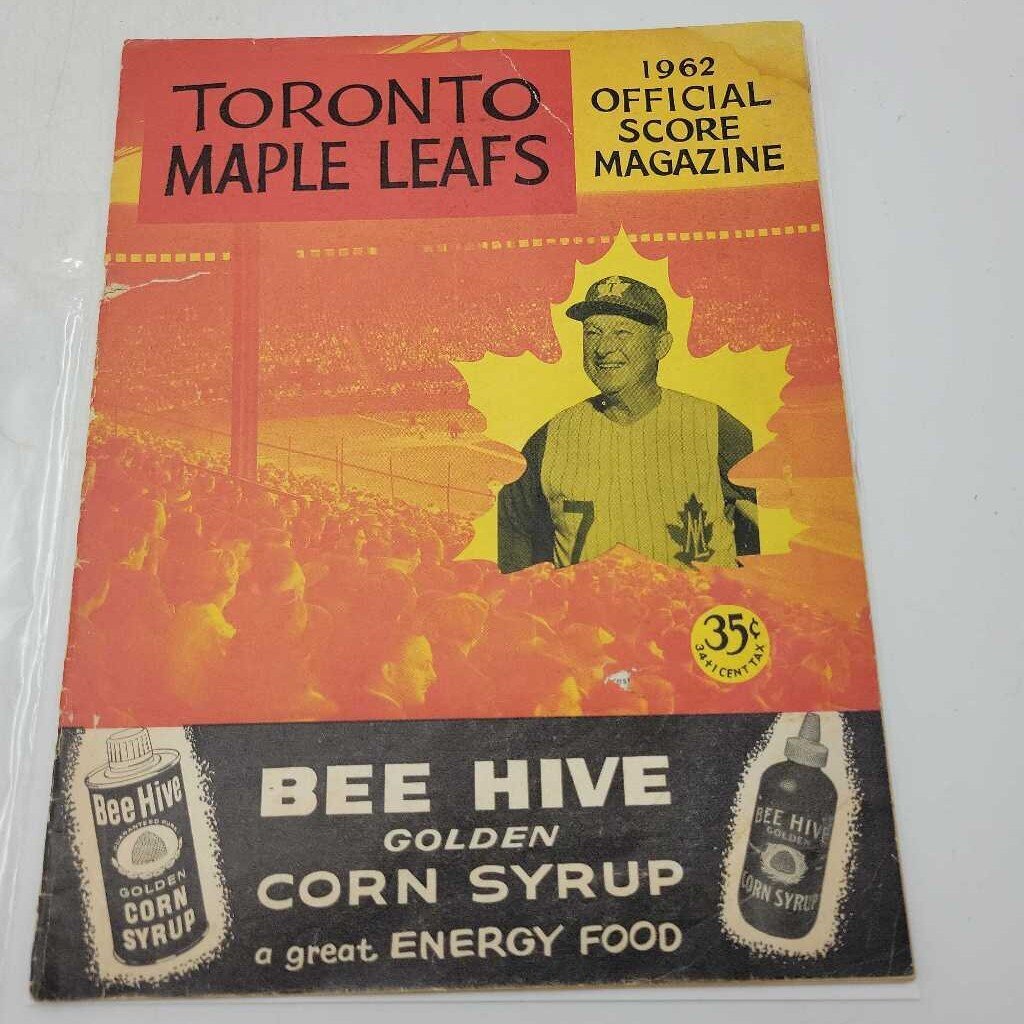 TORONTO
MAPLE LEAFS
1962
OFFICIAL
SCORE
MAGAZINE
T
7
M
35¢
34+1 CENT TAX
BEE HIVE
GOLDEN
CORN SYRUP
a great ENERGY FOOD
Bee Hive
GOLDEN
CORN
SYRUP
BEE HIVE
GOLDEN
CORN SYRUP